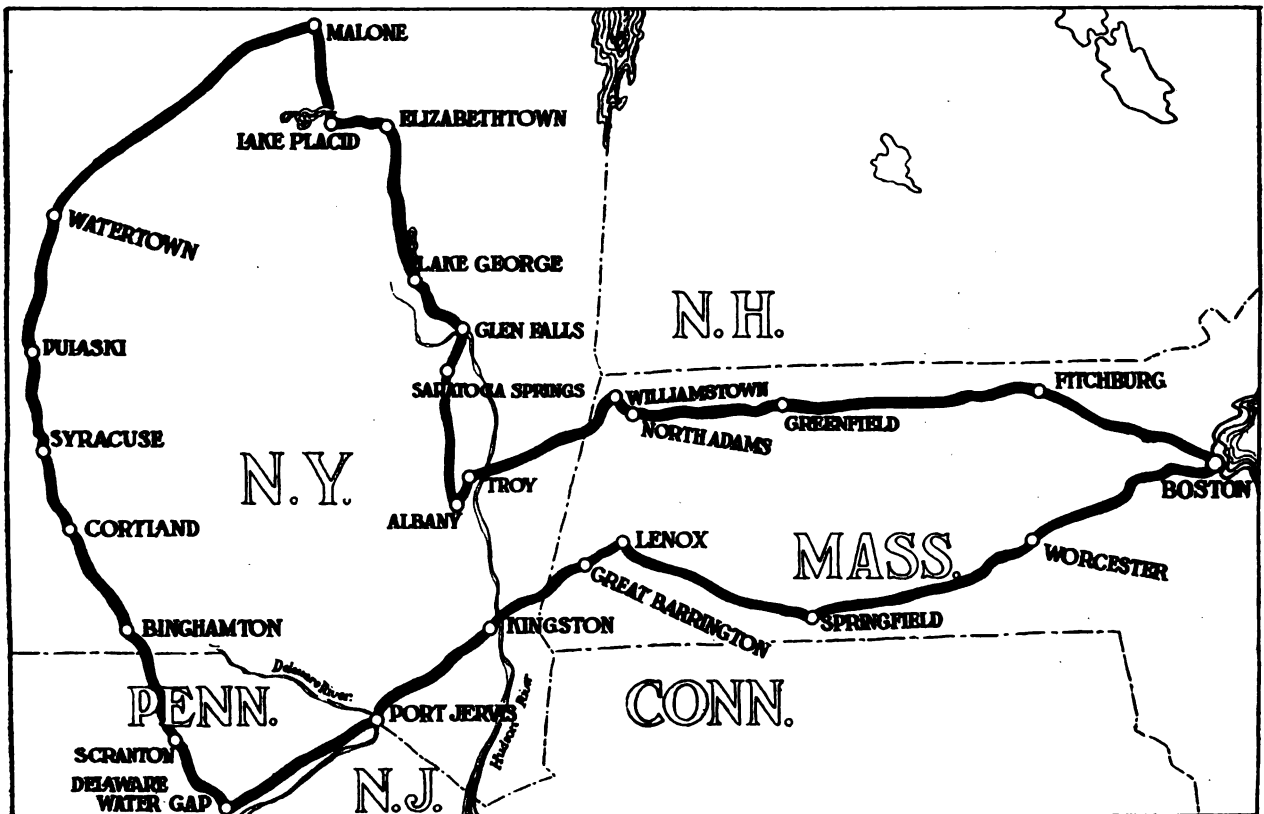 MALONE
ELIZABETHTOWN
LAKE PLACID
WATERTOWN
LAKE GEORGE
N.H.
GLEN FALLS
PULASKI
FITCHBURG
SARATOGA SPRINGS
WILLIAMSTOWN
GREENFIELD
NORTH ADAMS
SYRACUSE
N.Y.
TROY
BOSTON
ALBANY
CORTLAND
LENOX
MASS.
WORCESTER
GREAT BARRINGTON
BINGHAMTON
KINGSTON
SPRINGFIELD
Delaware River.
PENN.
CONN.
PORT JERVIS
Hudson River
SCRANTON
DELAWARE
WATER GAP
N.J.